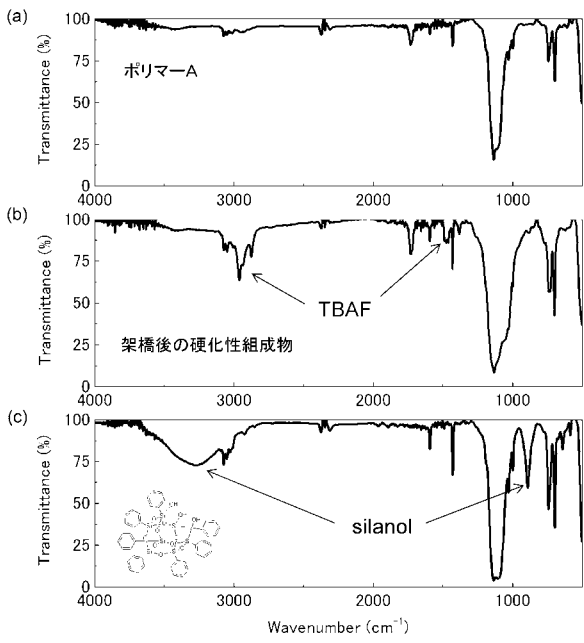 (a)
Transmittance (%)
100
75
50
25
0
ポリマーA
4000
3000
2000
1000
(b)
Transmittance (%)
100
75
50
25
0
TBAF
架橋後の硬化性組成物
4000
3000
2000
1000
(c)
Transmittance (%)
100
75
50
25
0
silanol
4000
3000
2000
1000
Wavenumber (cm⁻¹)